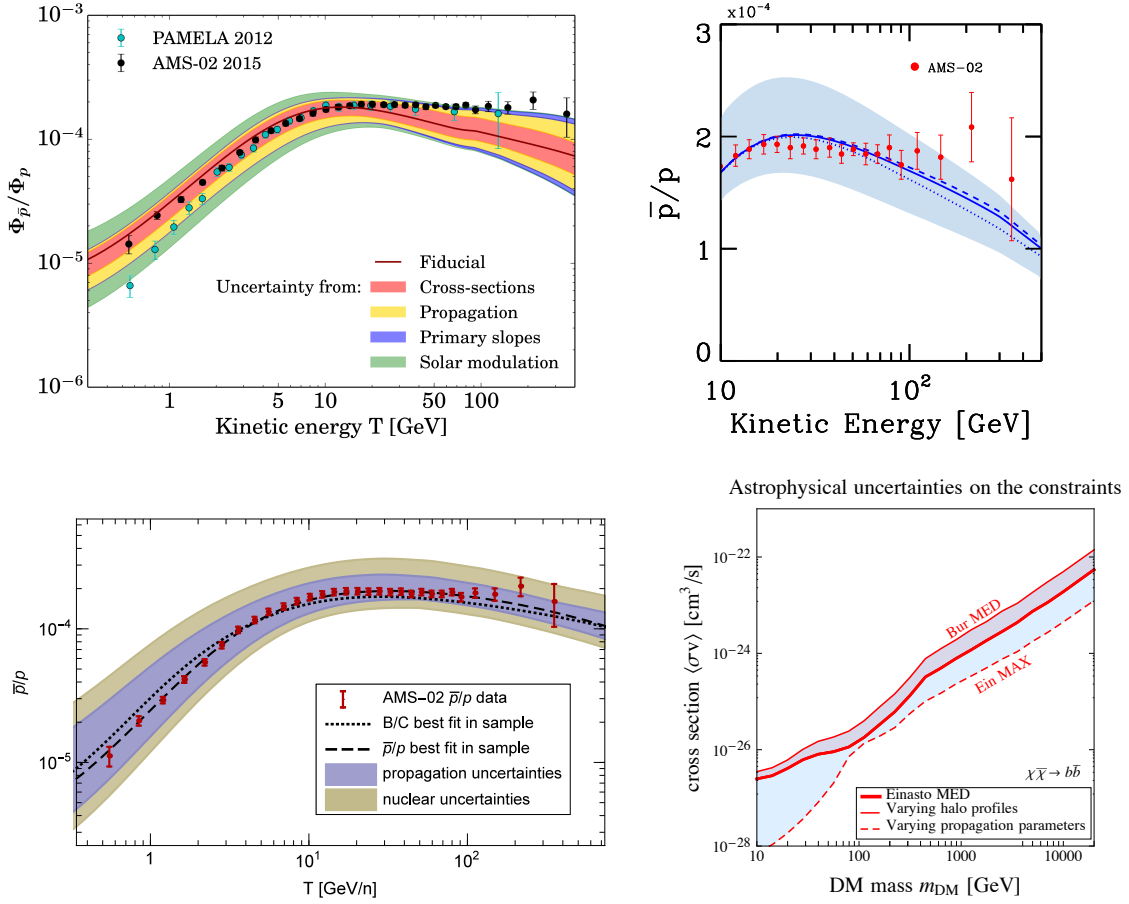 10⁻³
10⁻⁴
10⁻⁵
10⁻⁶
Φp̄/Φp
PAMELA 2012
AMS-02 2015
Fiducial
Uncertainty from:
Cross-sections
Propagation
Primary slopes
Solar modulation
1 5 10 50 100
Kinetic energy T [GeV]
×10⁻⁴
3
2
1
0
p̄/p
AMS-02
10 10²
Kinetic Energy [GeV]
10⁻⁴
10⁻⁵
p̄/p
AMS-02 p̄/p data
B/C best fit in sample
p̄/p best fit in sample
propagation uncertainties
nuclear uncertainties
1 10¹ 10²
T [GeV/n]
Astrophysical uncertainties on the constraints
10⁻²²
10⁻²⁴
10⁻²⁶
10⁻²⁸
cross section ⟨σv⟩ [cm³/s]
Bur MED
Ein MAX
χχ̄→bb̄
Einasto MED
Varying halo profiles
Varying propagation parameters
10 100 1000 10000
DM mass mDM [GeV]